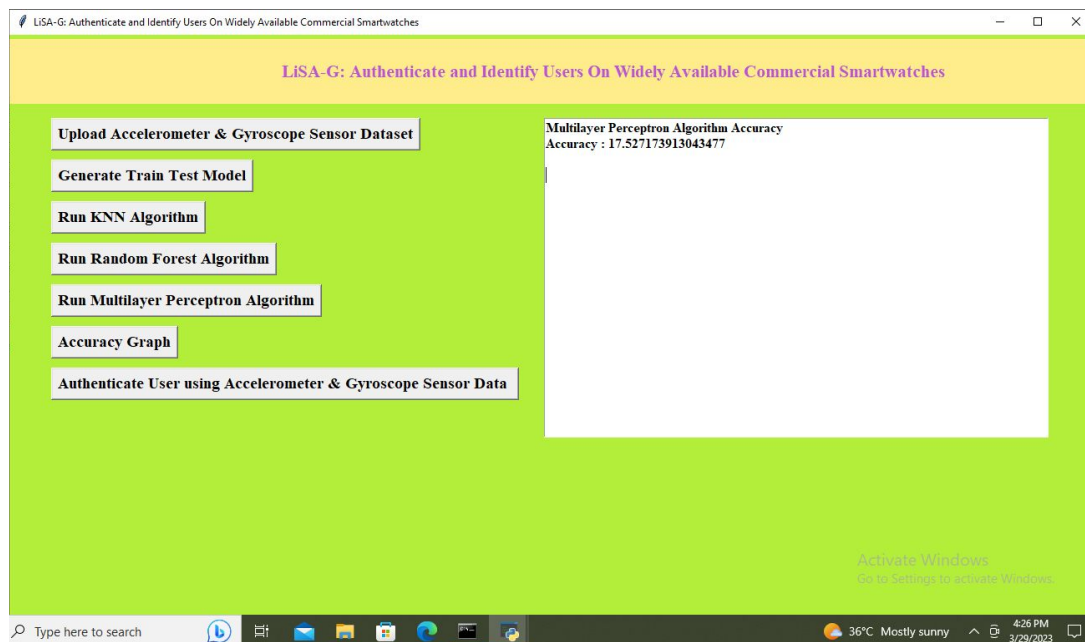 LiSA-G: Authenticate and Identify Users On Widely Available Commercial Smartwatches
LiSA-G: Authenticate and Identify Users On Widely Available Commercial Smartwatches
Upload Accelerometer & Gyroscope Sensor Dataset
Generate Train Test Model
Run KNN Algorithm
Run Random Forest Algorithm
Run Multilayer Perceptron Algorithm
Accuracy Graph
Authenticate User using Accelerometer & Gyroscope Sensor Data
Multilayer Perceptron Algorithm Accuracy
Accuracy : 17.527173913043477
Activate Windows
Go to Settings to activate Windows.
Type here to search
36°C Mostly sunny
4:26 PM
3/29/2023